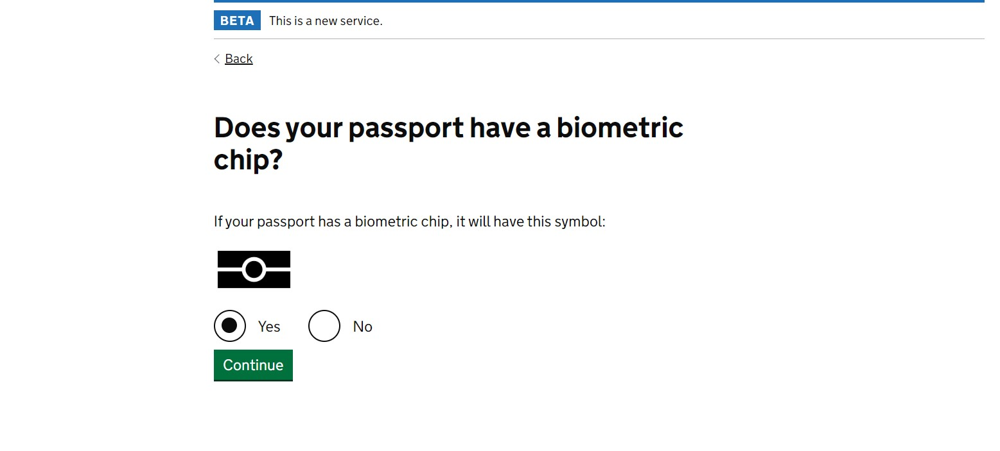 BETA This is a new service.
Back
Does your passport have a biometric
chip?
If your passport has a biometric chip, it will have this symbol:
Yes No
Continue